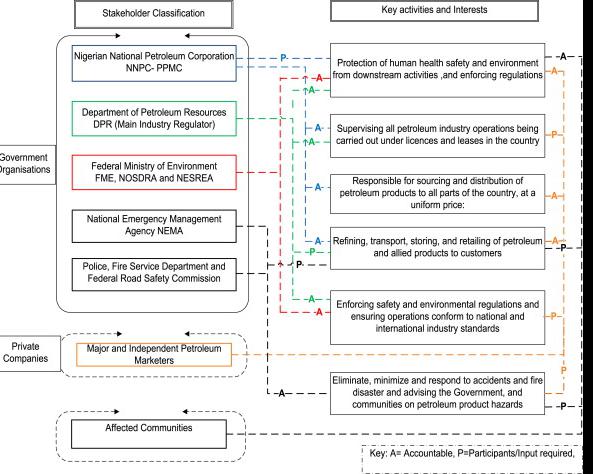 Stakeholder Classification
Key activities and Interests
Nigerian National Petroleum Corporation
NNPC- PPMC
Department of Petroleum Resources
DPR (Main Industry Regulator)
Federal Ministry of Environment
FME, NOSDRA and NESREA
National Emergency Management
Agency NEMA
Police, Fire Service Department and
Federal Road Safety Commission
Government
Organisations
Private
Companies
Major and Independent Petroleum
Marketers
Affected Communities
Protection of human health safety and environment
from downstream activities ,and enforcing regulations
Supervising all petroleum industry operations being
carried out under licences and leases in the country
Responsible for sourcing and distribution of
petroleum products to all parts of the country, at a
uniform price:
Refining, transport, storing, and retailing of petroleum
and allied products to customers
Enforcing safety and environmental regulations and
ensuring operations conform to national and
international industry standards
Eliminate, minimize and respond to accidents and fire
disaster and advising the Government, and
communities on petroleum product hazards
P
A
A
A
A
A
A
P
P
A
A
A
A
A
P
A
A
P
P
P
P
Key: A= Accountable, P=Participants/Input required,